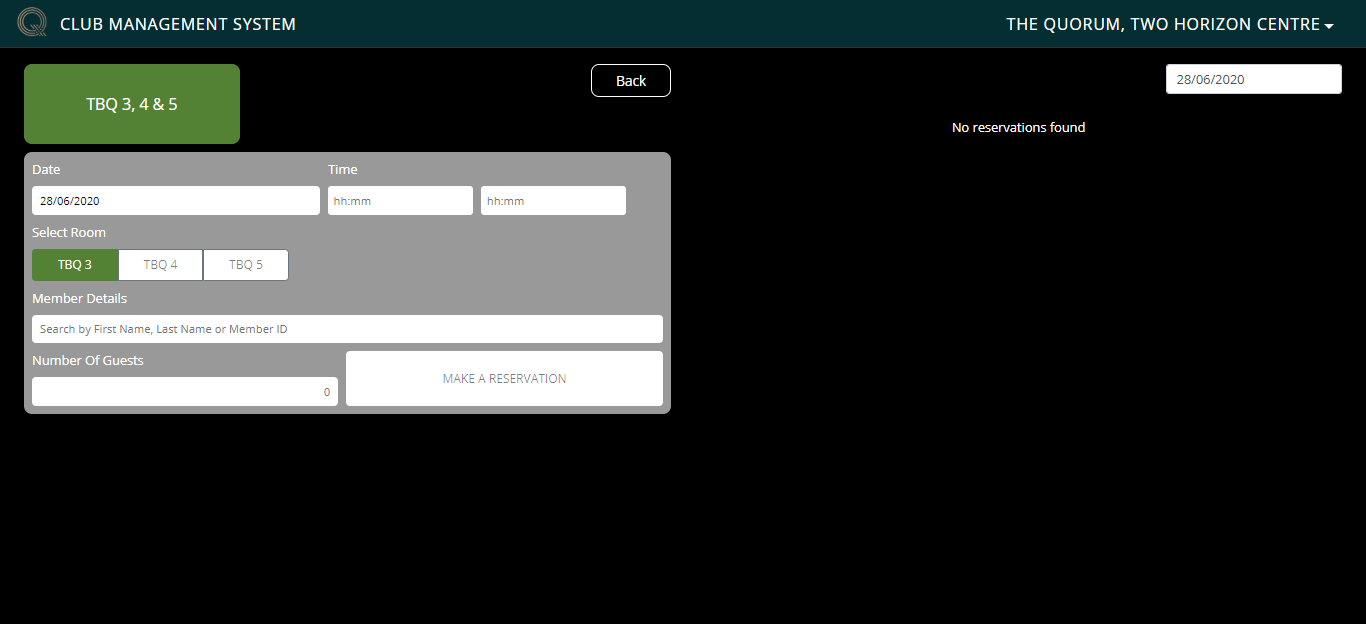 CLUB MANAGEMENT SYSTEM
THE QUORUM, TWO HORIZON CENTRE
TBQ 3, 4 & 5
Back
28/06/2020
No reservations found
Date
Time
28/06/2020
hh:mm
hh:mm
Select Room
TBQ 3
TBQ 4
TBQ 5
Member Details
Search by First Name, Last Name or Member ID
Number Of Guests
0
MAKE A RESERVATION